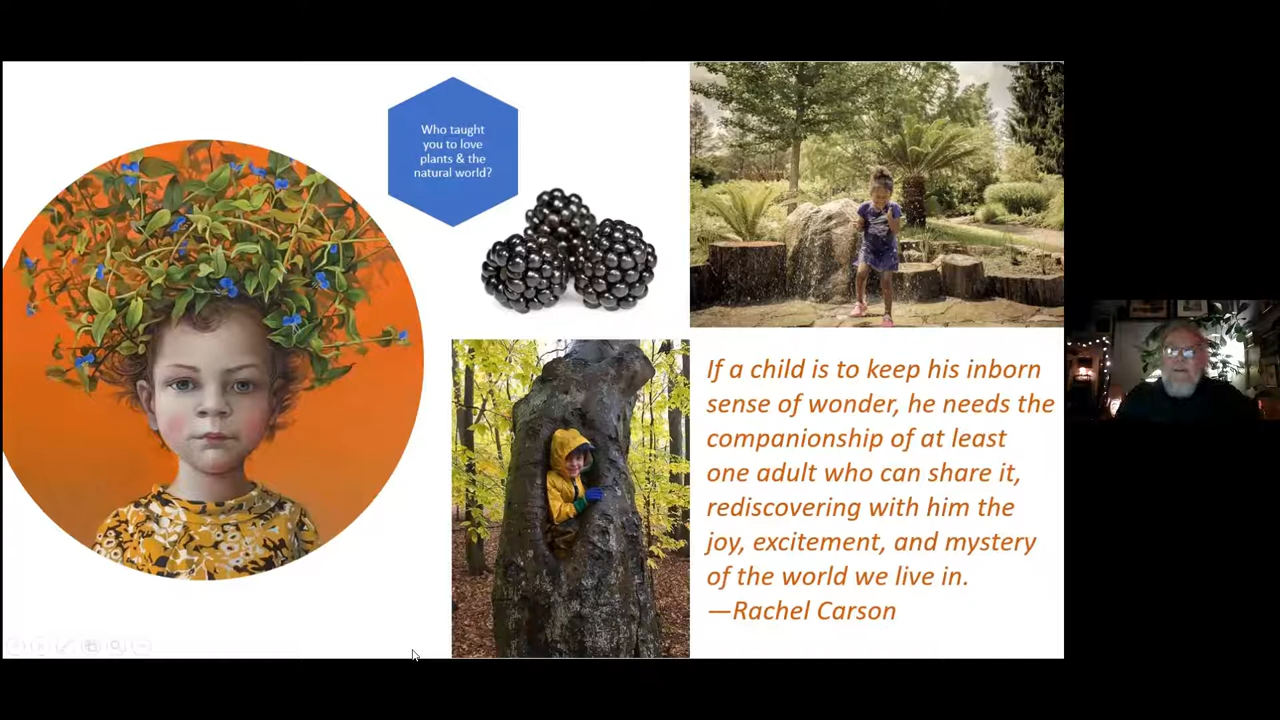 Who taught
you to love
plants & the
natural world?
If a child is to keep his inborn
sense of wonder, he needs the
companionship of at least
one adult who can share it,
rediscovering with him the
joy, excitement, and mystery
of the world we live in.
—Rachel Carson